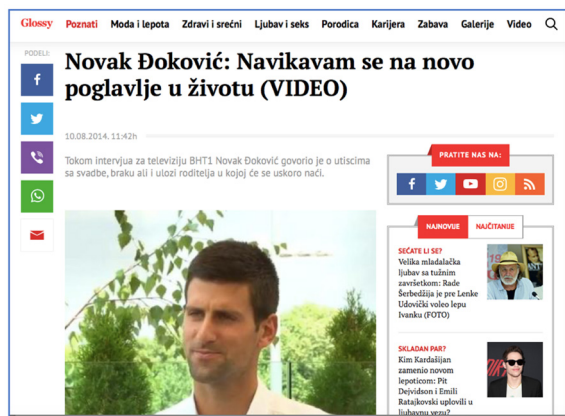 Glossy Poznati Moda i lepota Zdravi i srećni Ljubav i seks Porodica Karijera Zabava Galerije Video
PODELI:
Novak Đoković: Navikavam se na novo
poglavlje u životu (VIDEO)
10.08.2014, 11:42h
Tokom intervjua za televiziju BHT1 Novak Đoković govorio je o utiscima
sa svadbe, braku ali i ulozi roditelja u kojoj će se uskoro naći.
PRATITE NAS NA:
NAJNOVIJE NAJČITANIJE
SEĆATE LI SE?
Velika mladalačka
ljubav sa tužnim
završetkom: Rade
Šerbedžija je pre Lenke
Udovički voleo lepu
Ivanku (FOTO)
SKLADAN PAR?
Kim Kardašijan
zamenio novom
lepoticom: Pit
Dejvidson i Emili
Ratajkovski uplovili u
ljubavnu vezu?